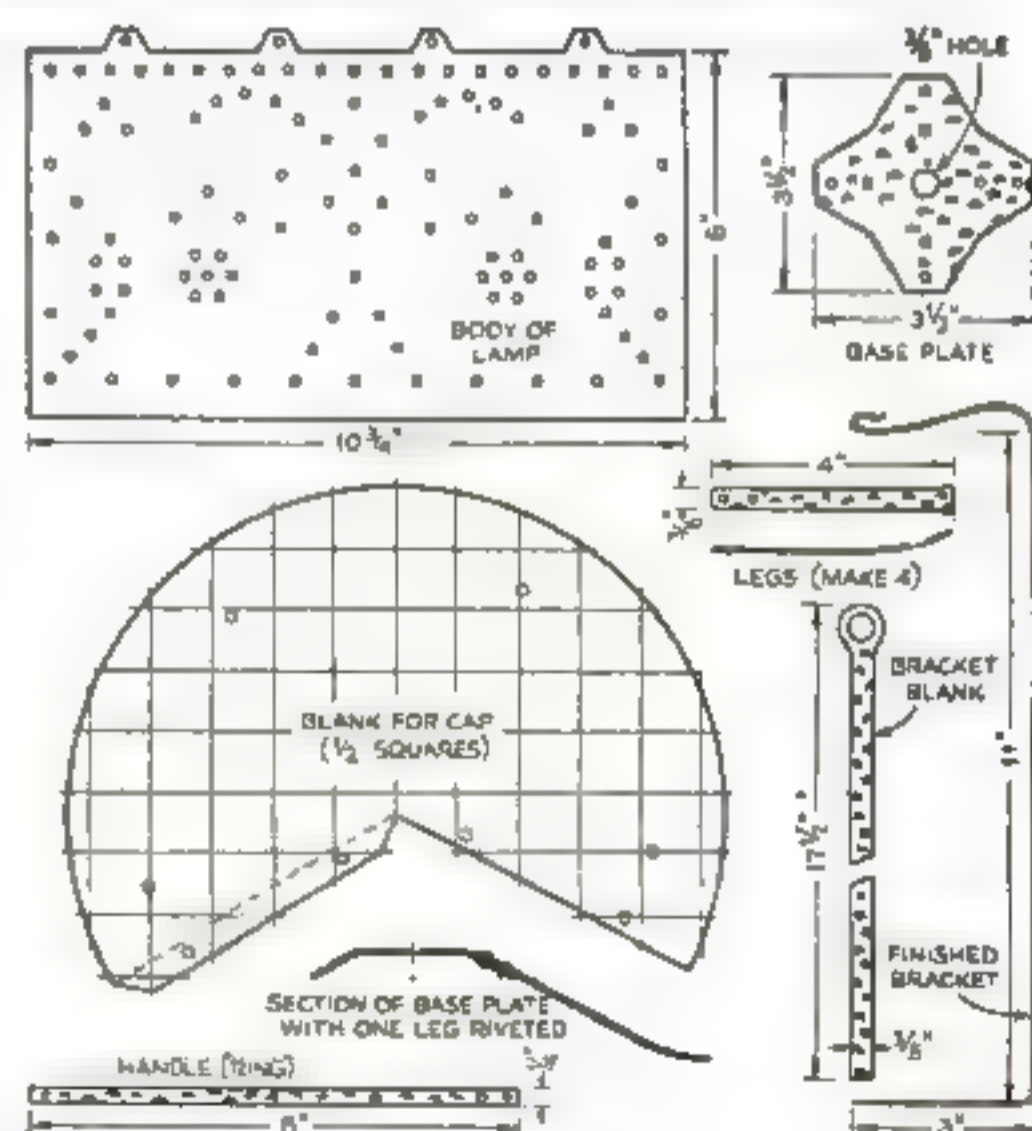 HOLE
3½"
6"
3½"
BASE PLATE
BODY OF
LAMP
10¾"
4"
LEGS (MAKE 4)
BRACKET
BLANK
BLANK FOR CAP
(½ SQUARES)
17½"
FINISHED
BRACKET
SECTION OF BASE PLATE
WITH ONE LEG RIVETED
HANDLE (RING)
3"